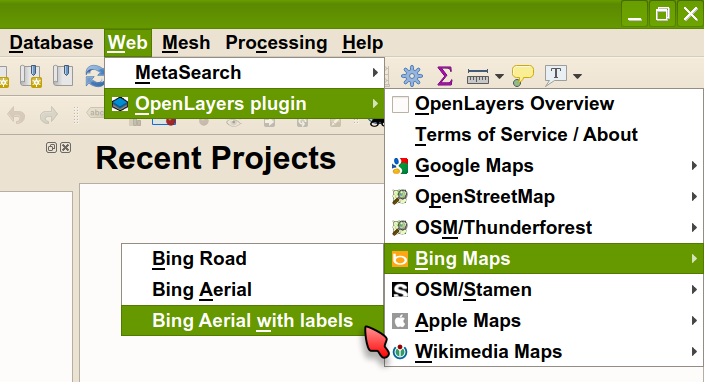 Database Web Mesh Processing Help
MetaSearch
OpenLayers plugin
OpenLayers Overview
Terms of Service / About
Google Maps
OpenStreetMap
OSM/Thunderforest
Bing Maps
OSM/Stamen
Apple Maps
Wikimedia Maps
Recent Projects
Bing Road
Bing Aerial
Bing Aerial with labels